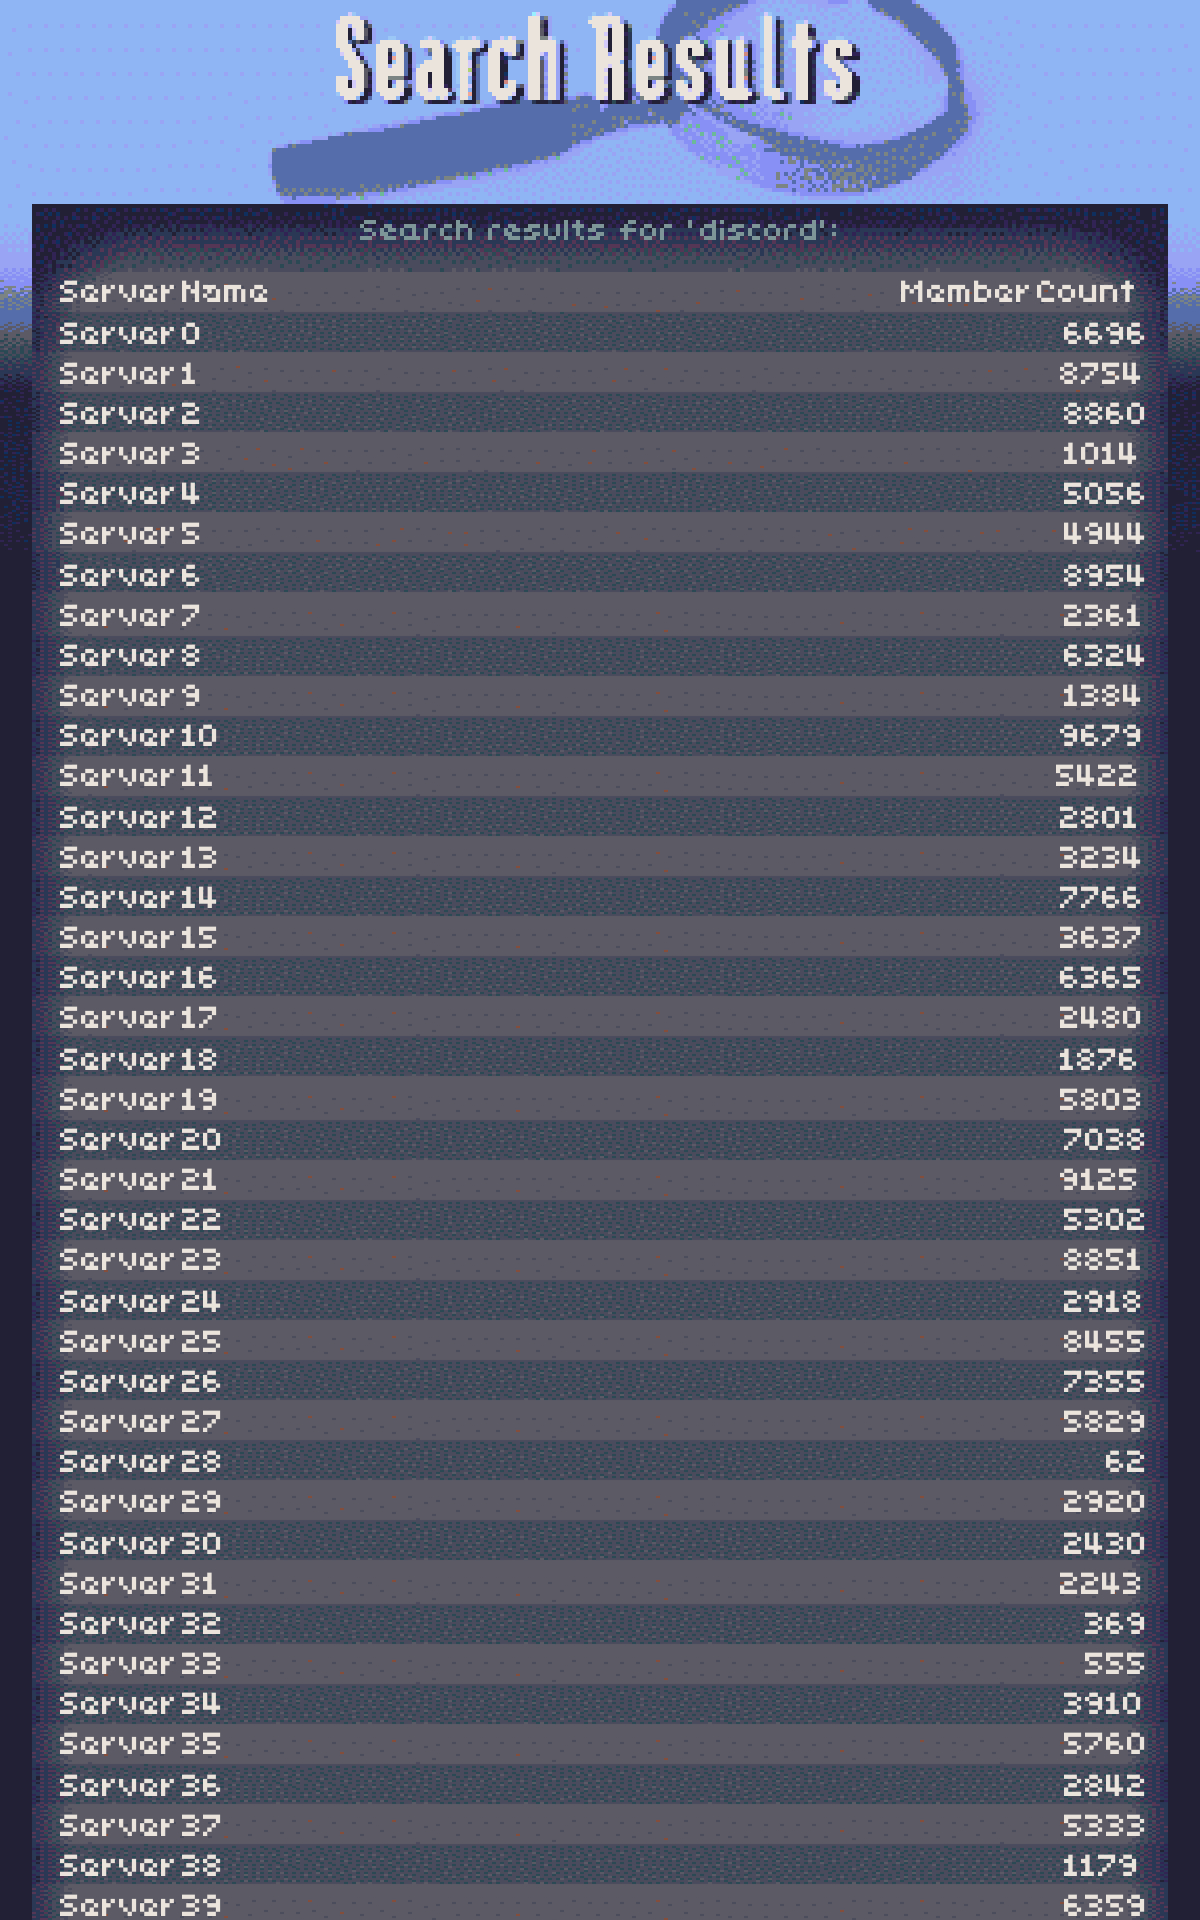 Search Results
Search results for 'discord':
Server Name Member Count
Server 0 6696
Server 1 8754
Server 2 8860
Server 3 1014
Server 4 5056
Server 5 4944
Server 6 8954
Server 7 2361
Server 8 6324
Server 9 1384
Server 10 9679
Server 11 5422
Server 12 2801
Server 13 3234
Server 14 7766
Server 15 3637
Server 16 6365
Server 17 2480
Server 18 1876
Server 19 5803
Server 20 7038
Server 21 9125
Server 22 5302
Server 23 8851
Server 24 2918
Server 25 8455
Server 26 7355
Server 27 5829
Server 28 62
Server 29 2920
Server 30 2430
Server 31 2243
Server 32 369
Server 33 555
Server 34 3910
Server 35 5760
Server 36 2842
Server 37 5333
Server 38 1179
Server 39 6359